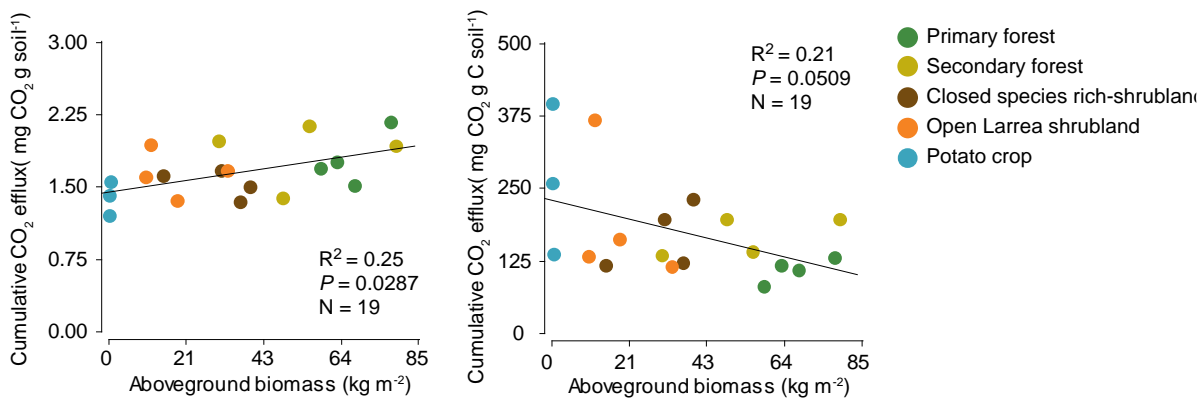 Cumulative CO2 efflux( mg CO2 g soil-1)
3.00
2.25
1.50
0.75
0.00
R2 = 0.25
P = 0.0287
N = 19
0 21 43 64 85
Aboveground biomass (kg m-2)
Cumulative CO2 efflux( mg CO2 g C soil-1)
500
375
250
125
0
R2 = 0.21
P = 0.0509
N = 19
0 21 43 64 85
Aboveground biomass (kg m-2)
Primary forest
Secondary forest
Closed species rich-shrublan
Open Larrea shrubland
Potato crop